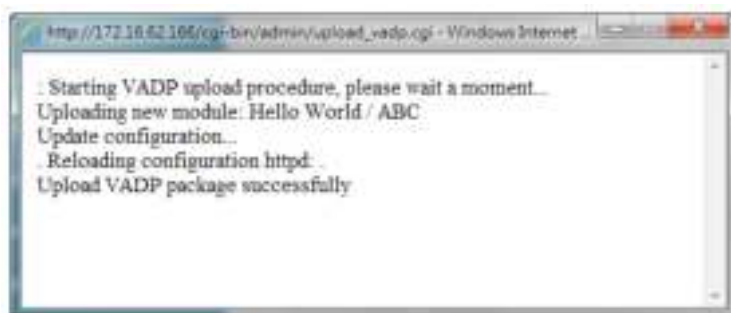 http://172.16.62.166/cgi-bin/admin/upload_vadp.cgi - Windows Internet ...
. Starting VADP upload procedure, please wait a moment...
Uploading new module: Hello World / ABC
Update configuration...
. Reloading configuration httpd: .
Upload VADP package successfully